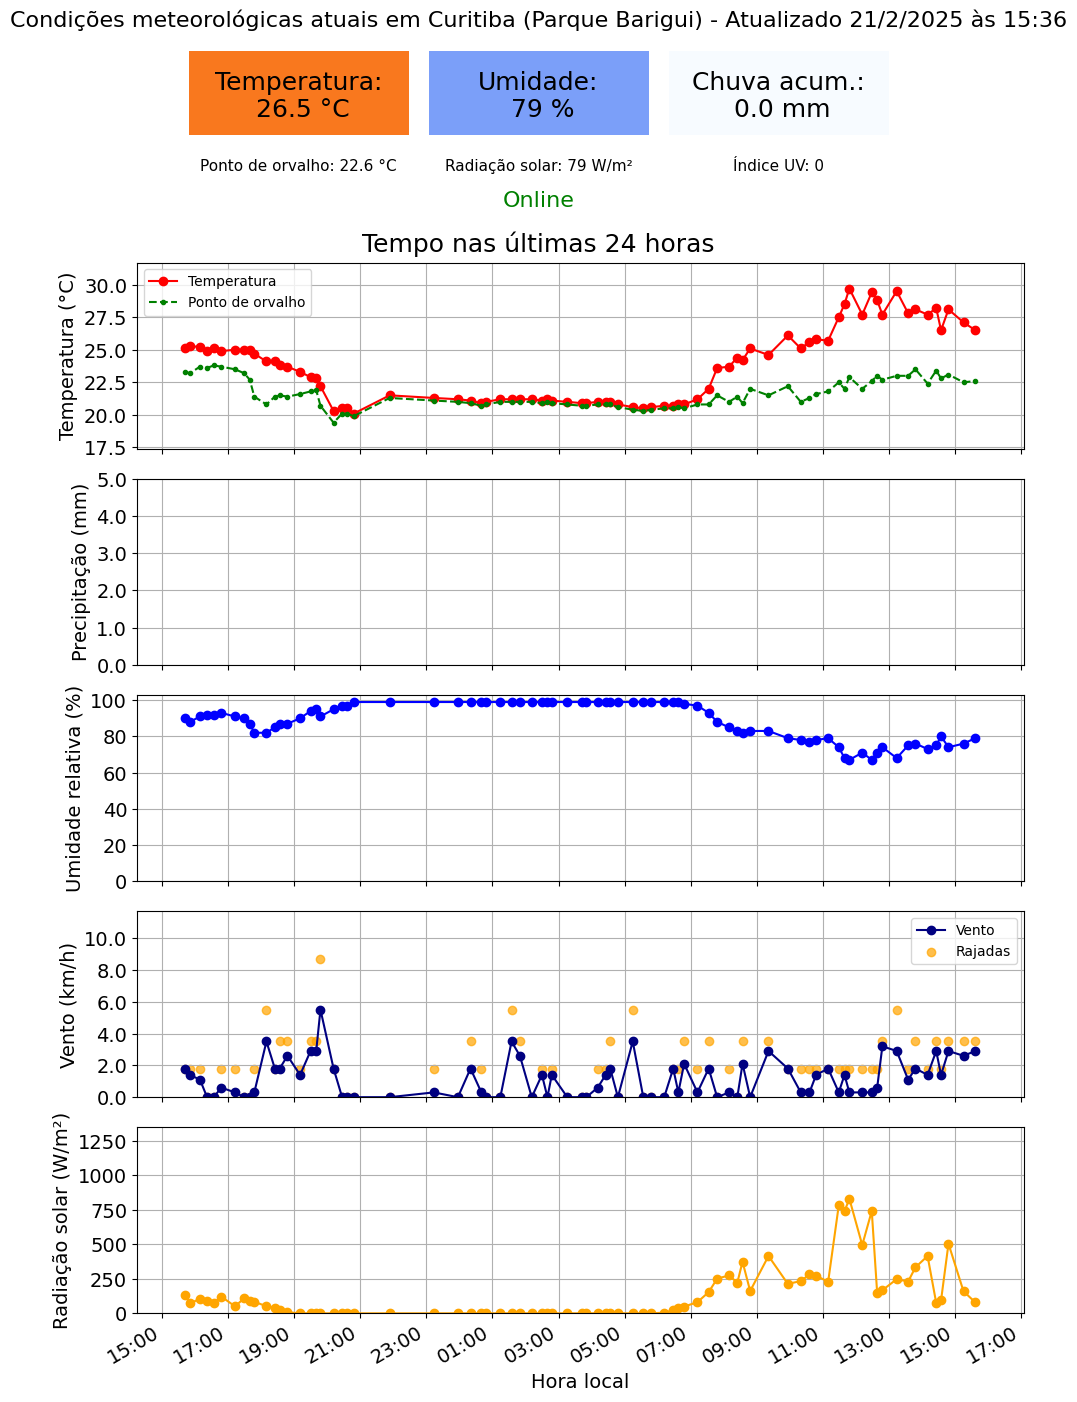 Condições meteorológicas atuais em Curitiba (Parque Barigui) - Atualizado 21/2/2025 às 15:36
Temperatura:
26.5 °C
Umidade:
79 %
Chuva acum.:
0.0 mm
Ponto de orvalho: 22.6 °C
Radiação solar: 79 W/m²
Índice UV: 0
Online
Tempo nas últimas 24 horas
Temperatura (°C)
30.0
27.5
25.0
22.5
20.0
17.5
Temperatura
Ponto de orvalho
Precipitação (mm)
5.0
4.0
3.0
2.0
1.0
0.0
Umidade relativa (%)
100
80
60
40
20
0
Vento (km/h)
10.0
8.0
6.0
4.0
2.0
0.0
Vento
Rajadas
Radiação solar (W/m²)
1250
1000
750
500
250
0
15:00
17:00
19:00
21:00
23:00
01:00
03:00
05:00
07:00
09:00
11:00
13:00
15:00
17:00
Hora local